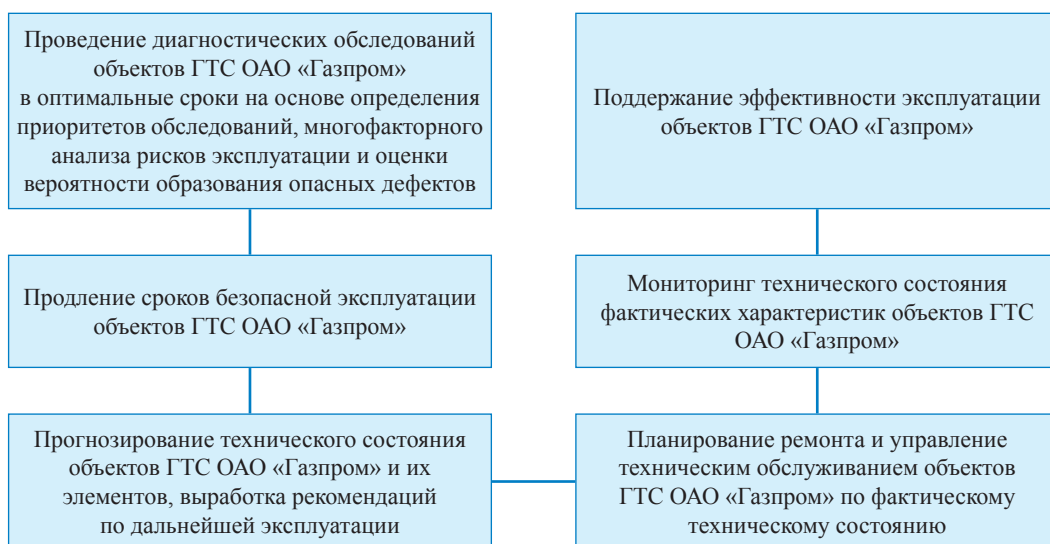 Проведение диагностических обследований
объектов ГТС ОАО «Газпром»
в оптимальные сроки на основе определения
приоритетов обследований, многофакторного
анализа рисков эксплуатации и оценки
вероятности образования опасных дефектов
Поддержание эффективности эксплуатации
объектов ГТС ОАО «Газпром»
Продление сроков безопасной эксплуатации
объектов ГТС ОАО «Газпром»
Мониторинг технического состояния
фактических характеристик объектов ГТС
ОАО «Газпром»
Прогнозирование технического состояния
объектов ГТС ОАО «Газпром» и их
элементов, выработка рекомендаций
по дальнейшей эксплуатации
Планирование ремонта и управление
техническим обслуживанием объектов
ГТС ОАО «Газпром» по фактическому
техническому состоянию